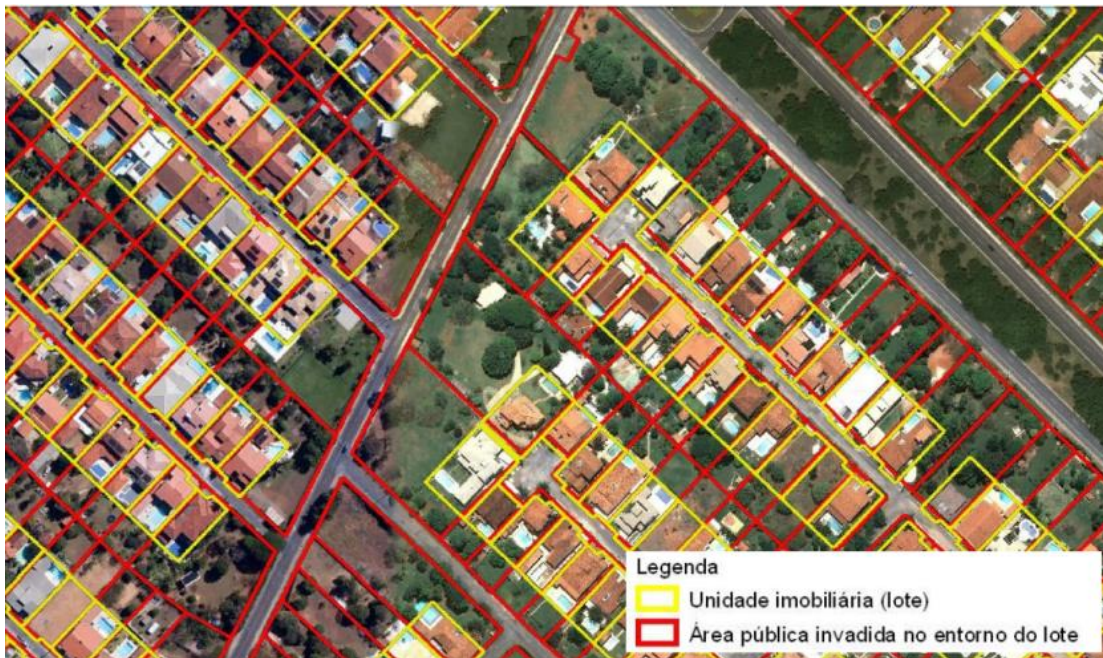 Legenda
Unidade imobiliária (lote)
Área pública invadida no entorno do lote